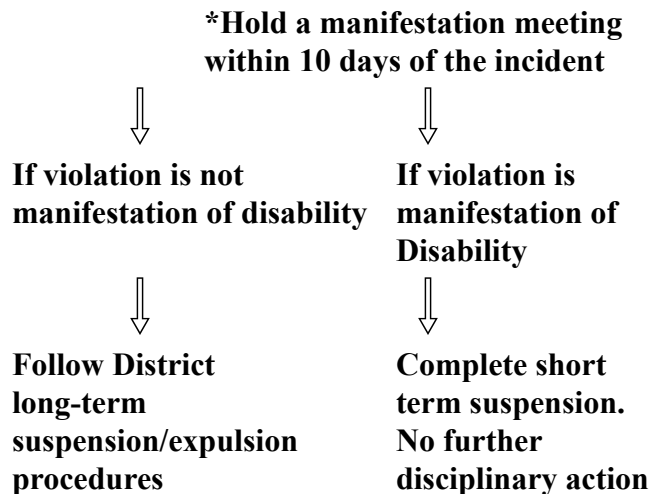 *Hold a manifestation meeting
within 10 days of the incident
If violation is not
manifestation of disability
If violation is
manifestation of
Disability
Follow District
long-term
suspension/expulsion
procedures
Complete short
term suspension.
No further
disciplinary action